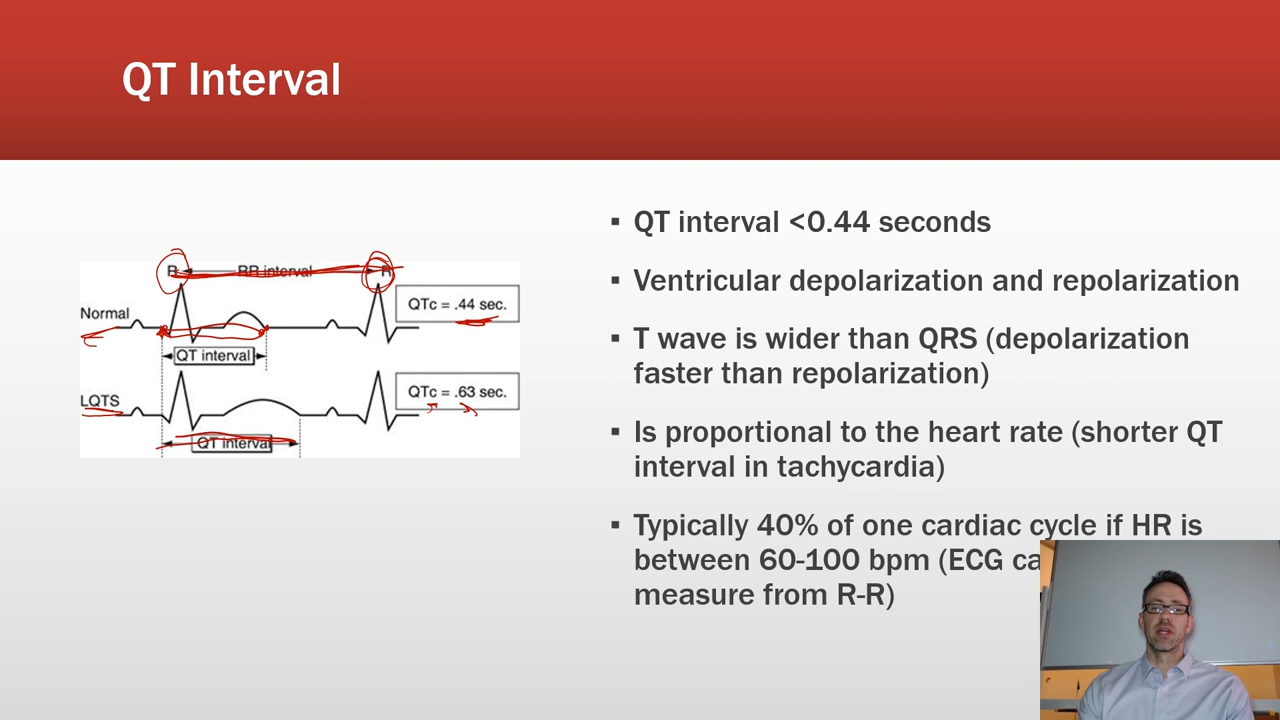 QT Interval
R RR interval R
Normal
QTc = .44 sec.
QT interval
LQTS
QTc = .63 sec.
QT interval
▪ QT interval <0.44 seconds
▪ Ventricular depolarization and repolarization
▪ T wave is wider than QRS (depolarization
faster than repolarization)
▪ Is proportional to the heart rate (shorter QT
interval in tachycardia)
▪ Typically 40% of one cardiac cycle if HR is
between 60-100 bpm (ECG
measure from R-R)